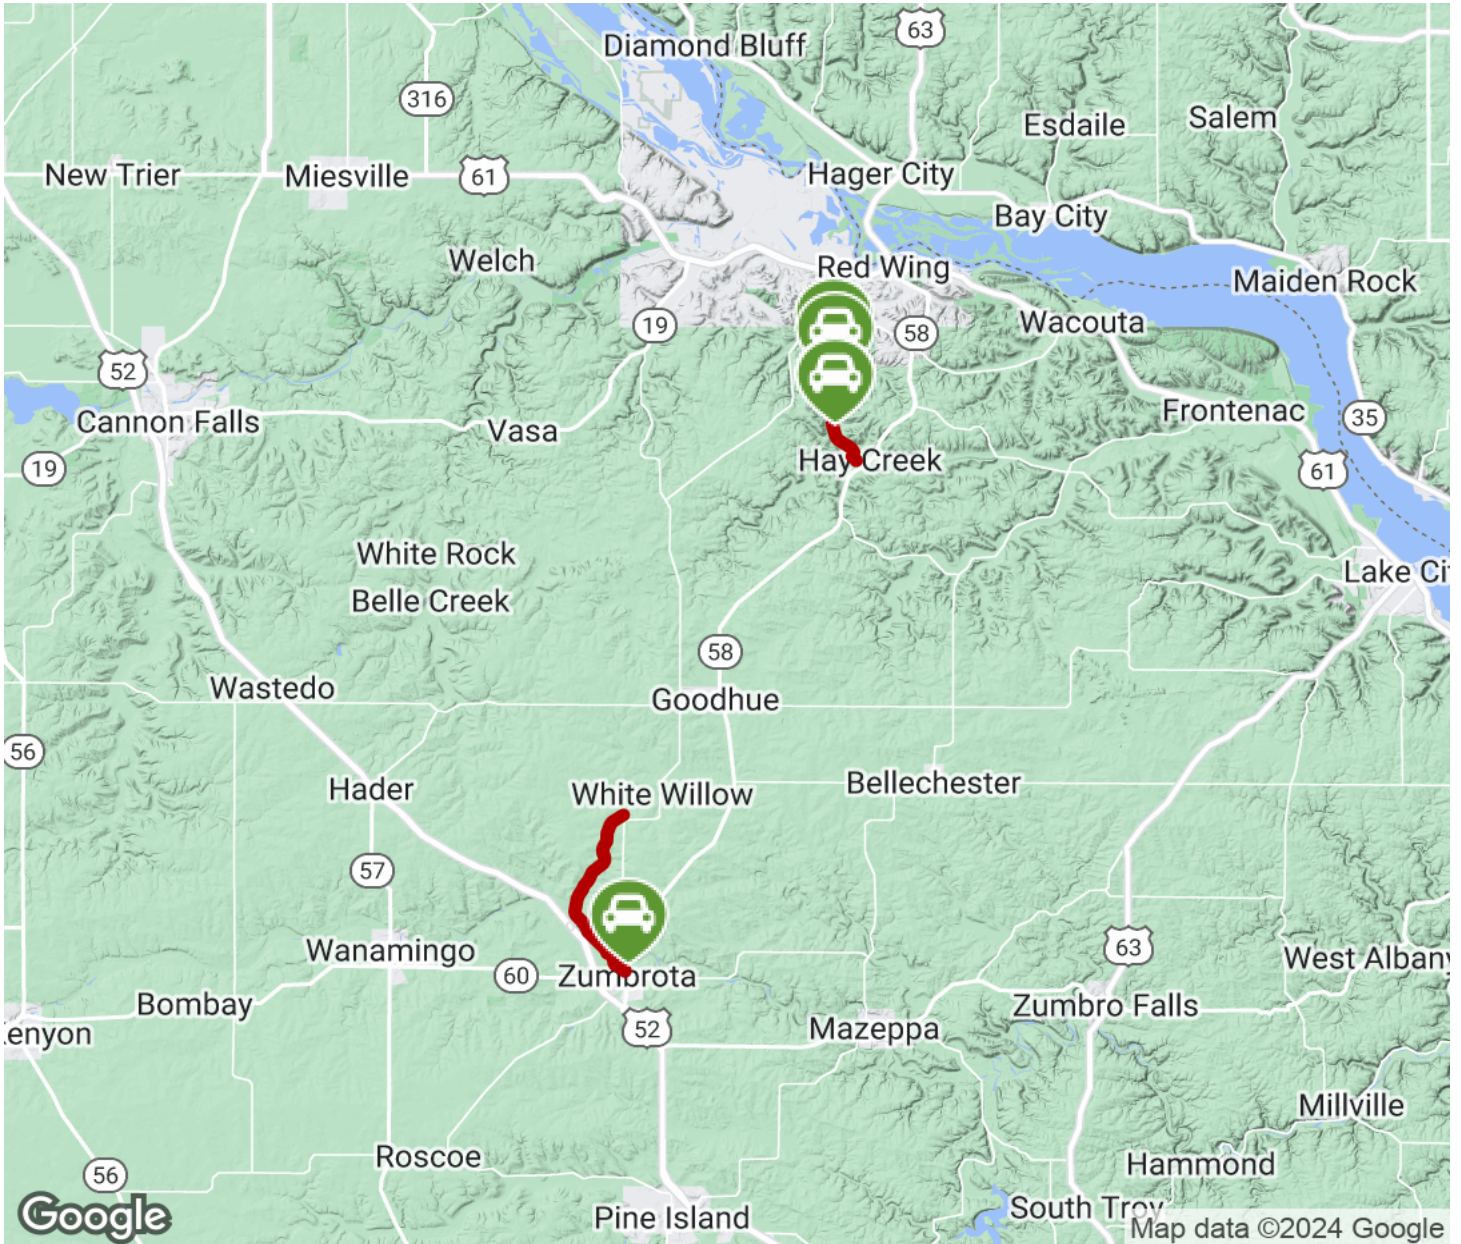 Diamond Bluff
63
316
Esdaile
Salem
New Trier
Miesville
61
Hager City
Bay City
Welch
Red Wing
Maiden Rock
19
58
Wacouta
52
Cannon Falls
Vasa
Frontenac
35
19
Hay Creek
61
White Rock
Lake Cit
Belle Creek
58
Wastedo
Goodhue
56
Hader
White Willow
Bellechester
57
Wanamingo
60
Zumbrota
63
West Albany
Bombay
Zumbro Falls
enyon
52
Mazeppa
Millville
Roscoe
Hammond
56
Google
Pine Island
South Troy
Map data ©2024 Google